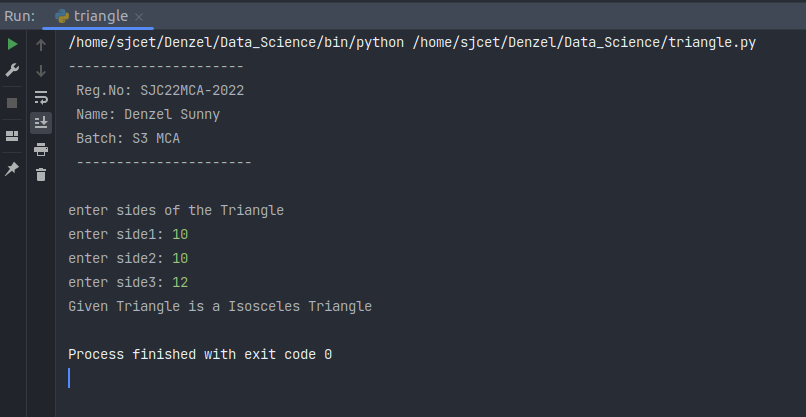 Run: triangle ×
/home/sjcet/Denzel/Data_Science/bin/python /home/sjcet/Denzel/Data_Science/triangle.py
----------------------
Reg.No: SJC22MCA-2022
Name: Denzel Sunny
Batch: S3 MCA
----------------------
enter sides of the Triangle
enter side1: 10
enter side2: 10
enter side3: 12
Given Triangle is a Isosceles Triangle
Process finished with exit code 0